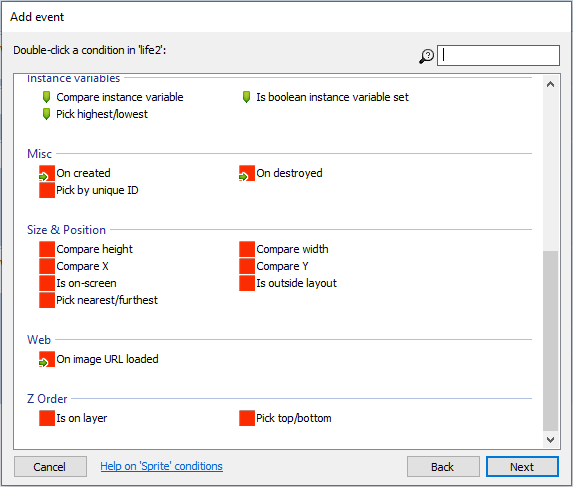 Add event
Double-click a condition in 'life2':
Instance variables
Compare instance variable Is boolean instance variable set
Pick highest/lowest
Misc
On created On destroyed
Pick by unique ID
Size & Position
Compare height Compare width
Compare X Compare Y
Is on-screen Is outside layout
Pick nearest/furthest
Web
On image URL loaded
Z Order
Is on layer Pick top/bottom
Cancel Help on 'Sprite' conditions Back Next